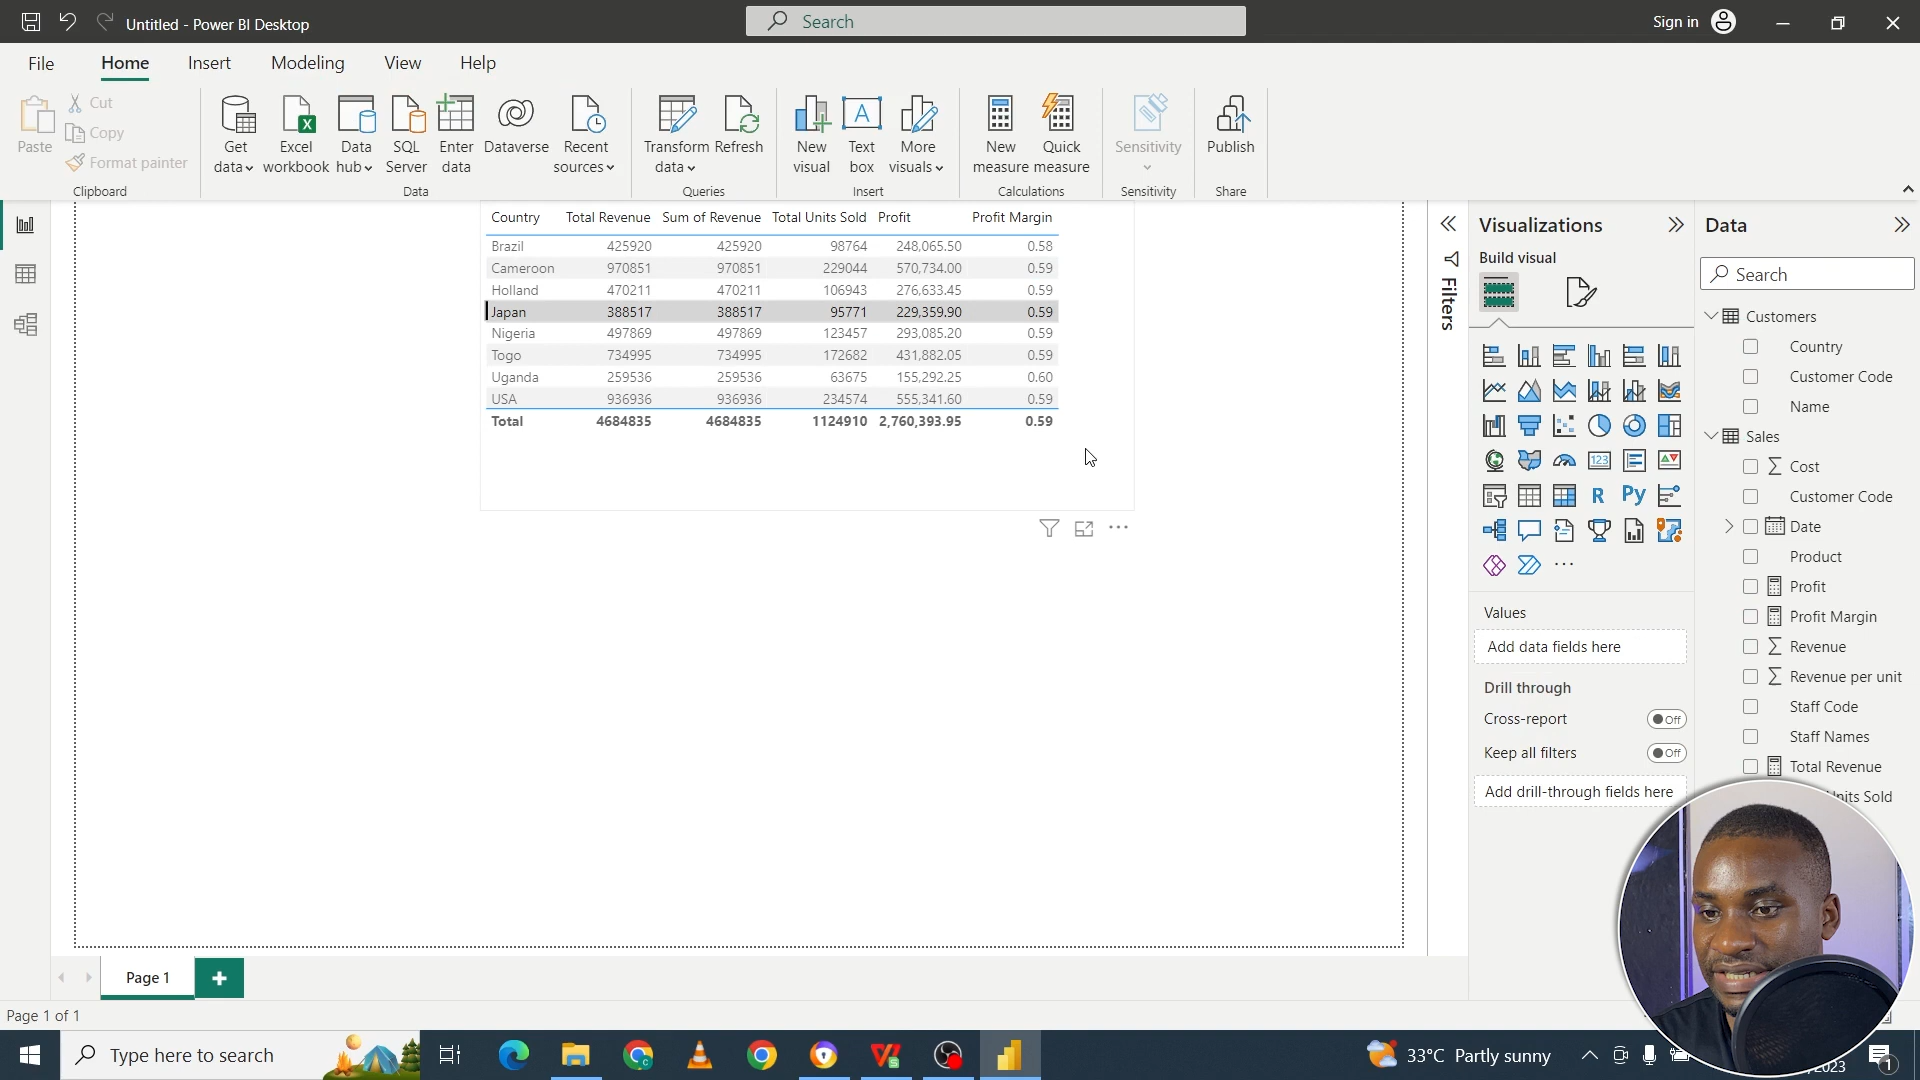 Untitled - Power BI Desktop
Search
Sign in
File
Home
Insert
Modeling
View
Help
Paste
Cut
Copy
Format painter
Clipboard
Get data
Excel workbook
Data hub
SQL Server
Enter data
Dataverse
Recent sources
Data
Transform data
Refresh
Queries
New visual
Text box
More visuals
Insert
New measure
Quick measure
Calculations
Sensitivity
Sensitivity
Publish
Share
Country Total Revenue Sum of Revenue Total Units Sold Profit Profit Margin
Brazil 425920 425920 98764 248,065.50 0.58
Cameroon 970851 970851 229044 570,734.00 0.59
Holland 470211 470211 106943 276,633.45 0.59
Japan 388517 388517 95771 229,359.90 0.59
Nigeria 497869 497869 123457 293,085.20 0.59
Togo 734995 734995 172682 431,882.05 0.59
Uganda 259536 259536 63675 155,292.25 0.60
USA 936936 936936 234574 555,341.60 0.59
Total 4684835 4684835 1124910 2,760,393.95 0.59
Filters
Visualizations
Build visual
123
R
Py
Values
Add data fields here
Drill through
Cross-report
Off
Keep all filters
Off
Add drill-through fields here
Data
Search
Customers
Country
Customer Code
Name
Sales
Cost
Customer Code
Date
Product
Profit
Profit Margin
Revenue
Revenue per unit
Staff Code
Staff Names
Total Revenue
Units Sold
Page 1
Page 1 of 1
Type here to search
33°C Partly sunny
2023
1